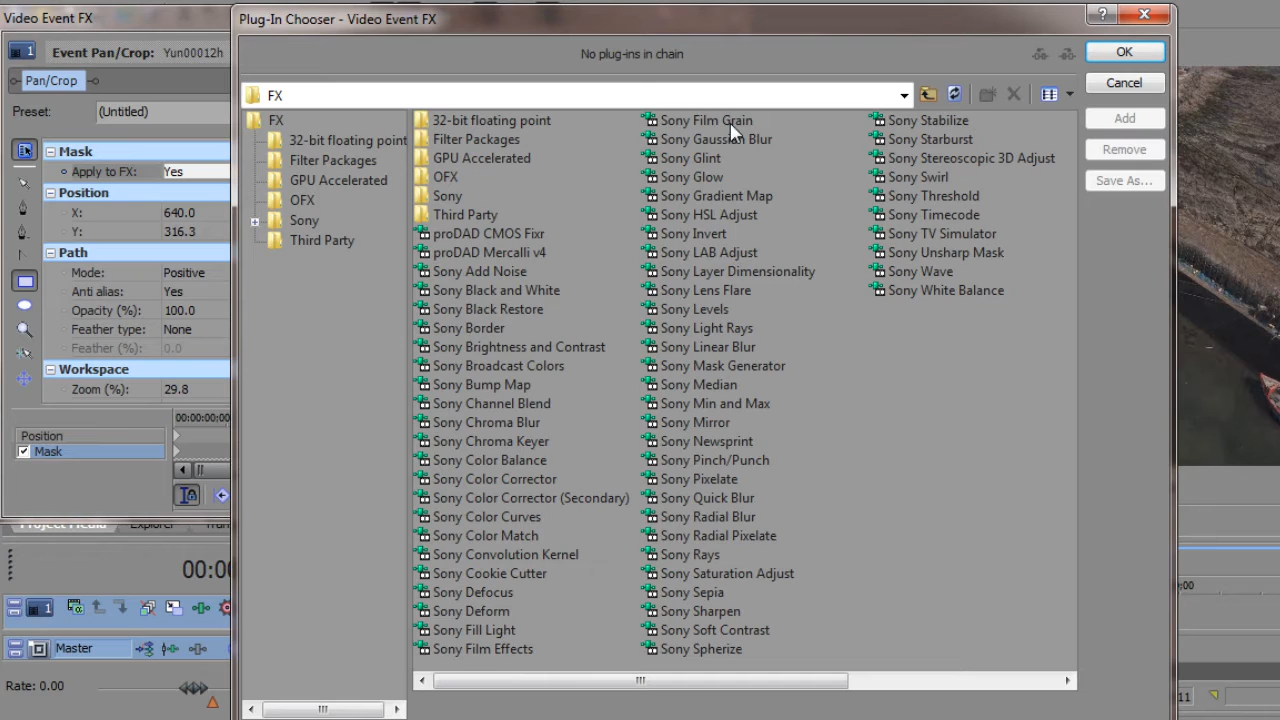 Video Event FX
Plug-In Chooser - Video Event FX
1
Event Pan/Crop: Yun00012h
Pan/Crop
Preset: (Untitled)
Mask
Apply to FX: Yes
Position
X: 640.0
Y: 316.3
Path
Mode: Positive
Anti alias: Yes
Opacity (%): 100.0
Feather type: None
Feather (%): 0.0
Workspace
Zoom (%): 29.8
00:00:00;00
Position
Mask
Project Media Explorer
1
Master
Rate: 0.00
No plug-ins in chain
FX
FX
32-bit floating point
Filter Packages
GPU Accelerated
OFX
Sony
Third Party
32-bit floating point
Filter Packages
GPU Accelerated
OFX
Sony
Third Party
proDAD CMOS Fixr
proDAD Mercalli v4
Sony Add Noise
Sony Black and White
Sony Black Restore
Sony Border
Sony Brightness and Contrast
Sony Broadcast Colors
Sony Bump Map
Sony Channel Blend
Sony Chroma Blur
Sony Chroma Keyer
Sony Color Balance
Sony Color Corrector
Sony Color Corrector (Secondary)
Sony Color Curves
Sony Color Match
Sony Convolution Kernel
Sony Cookie Cutter
Sony Defocus
Sony Deform
Sony Fill Light
Sony Film Effects
Sony Film Grain
Sony Gaussian Blur
Sony Glint
Sony Glow
Sony Gradient Map
Sony HSL Adjust
Sony Invert
Sony LAB Adjust
Sony Layer Dimensionality
Sony Lens Flare
Sony Levels
Sony Light Rays
Sony Linear Blur
Sony Mask Generator
Sony Median
Sony Min and Max
Sony Mirror
Sony Newsprint
Sony Pinch/Punch
Sony Pixelate
Sony Quick Blur
Sony Radial Blur
Sony Radial Pixelate
Sony Rays
Sony Saturation Adjust
Sony Sepia
Sony Sharpen
Sony Soft Contrast
Sony Spherize
Sony Stabilize
Sony Starburst
Sony Stereoscopic 3D Adjust
Sony Swirl
Sony Threshold
Sony Timecode
Sony TV Simulator
Sony Unsharp Mask
Sony Wave
Sony White Balance
OK
Cancel
Add
Remove
Save As...